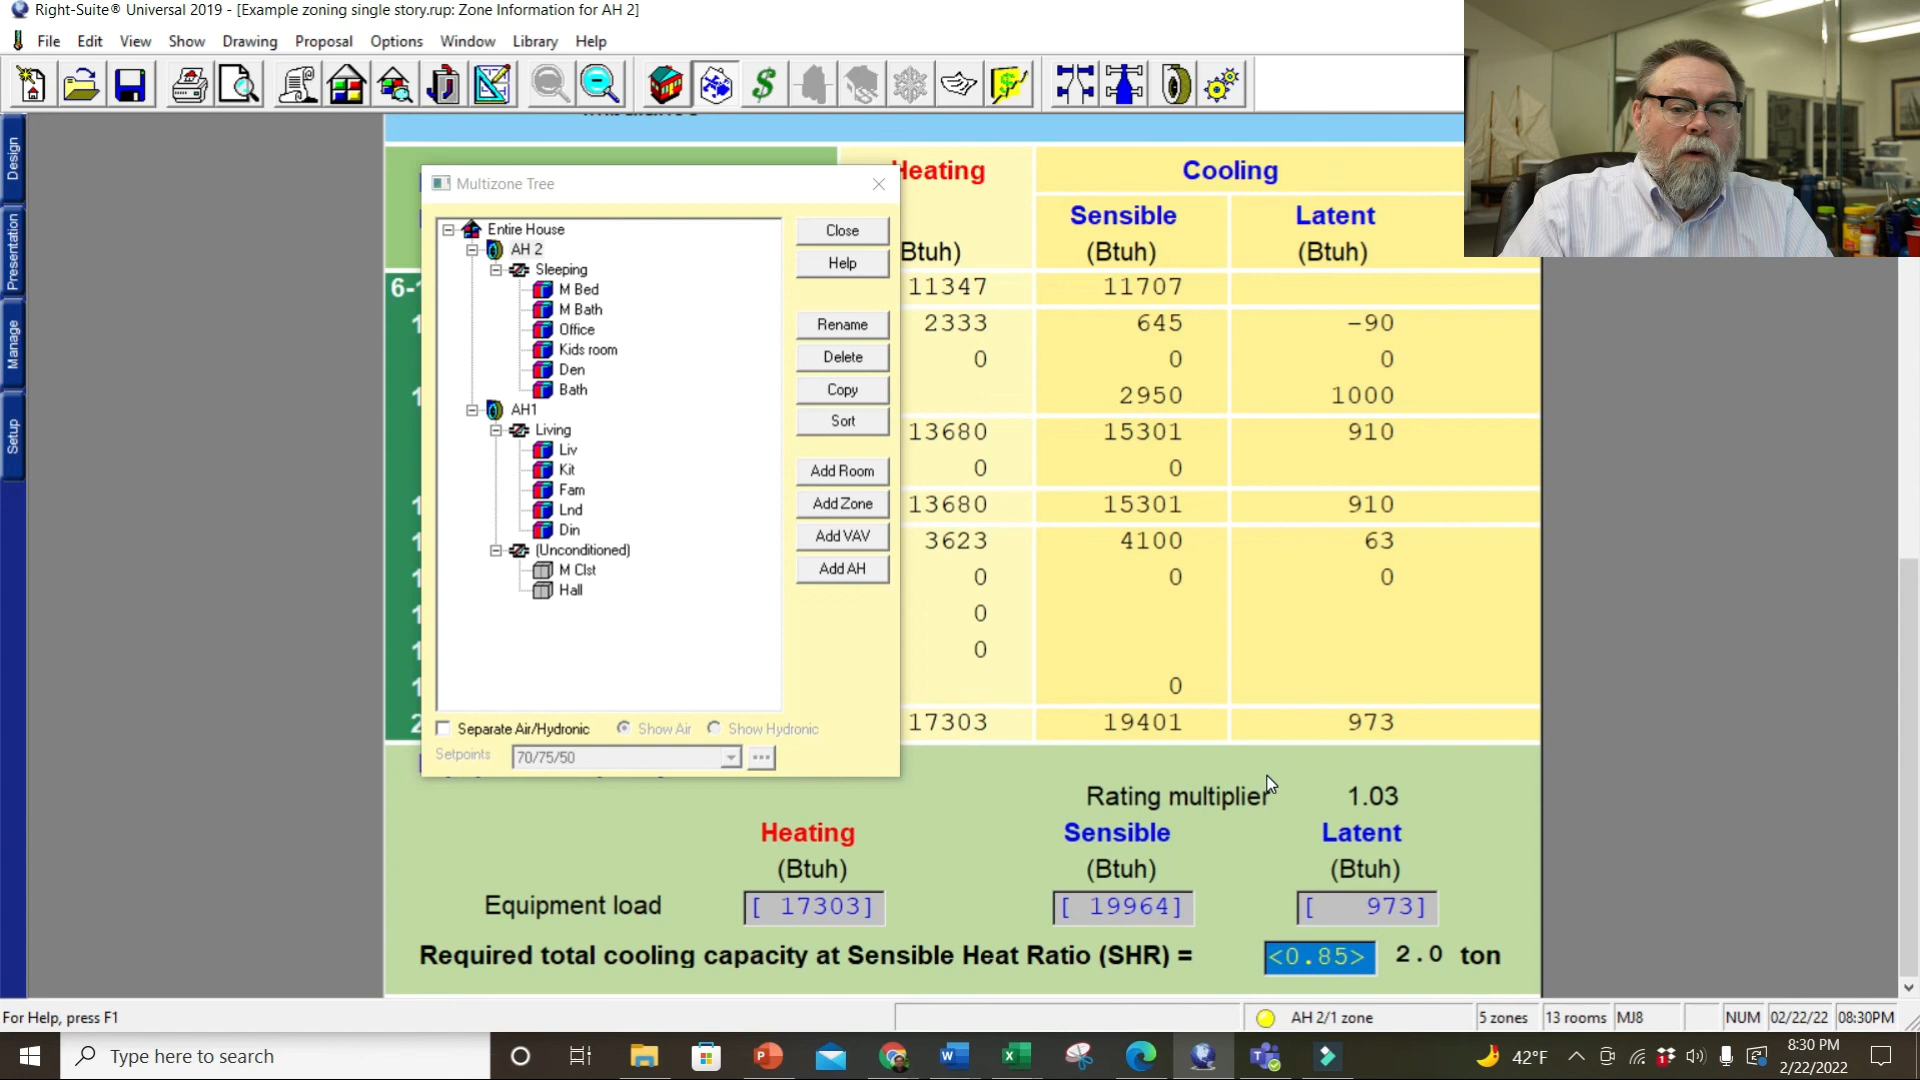 Right-Suite® Universal 2019 - [Example zoning single story.rup: Zone Information for AH 2]
File Edit View Show Drawing Proposal Options Window Library Help
Design
Presentation
Manage
Setup
Heating Cooling
Sensible Latent
Btuh) (Btuh) (Btuh)
11347 11707
2333 645 -90
0 0 0
2950 1000
13680 15301 910
0 0
13680 15301 910
3623 4100 63
0 0 0
0
0
0
17303 19401 973
Multizone Tree
Entire House
AH 2
Sleeping
M Bed
M Bath
Office
Kids room
Den
Bath
AH1
Living
Liv
Kit
Fam
Lnd
Din
(Unconditioned)
M Clst
Hall
Close
Help
Rename
Delete
Copy
Sort
Add Room
Add Zone
Add VAV
Add AH
Separate Air/Hydronic Show Air Show Hydronic
Setpoints 70/75/50 ...
Rating multiplier 1.03
Heating Sensible Latent
(Btuh) (Btuh) (Btuh)
Equipment load [ 17303] [ 19964] [ 973]
Required total cooling capacity at Sensible Heat Ratio (SHR) = <0.85> 2.0 ton
For Help, press F1 AH 2/1 zone 5 zones 13 rooms MJ8 NUM 02/22/22 08:30PM
Type here to search 42°F 8:30 PM
2/22/2022